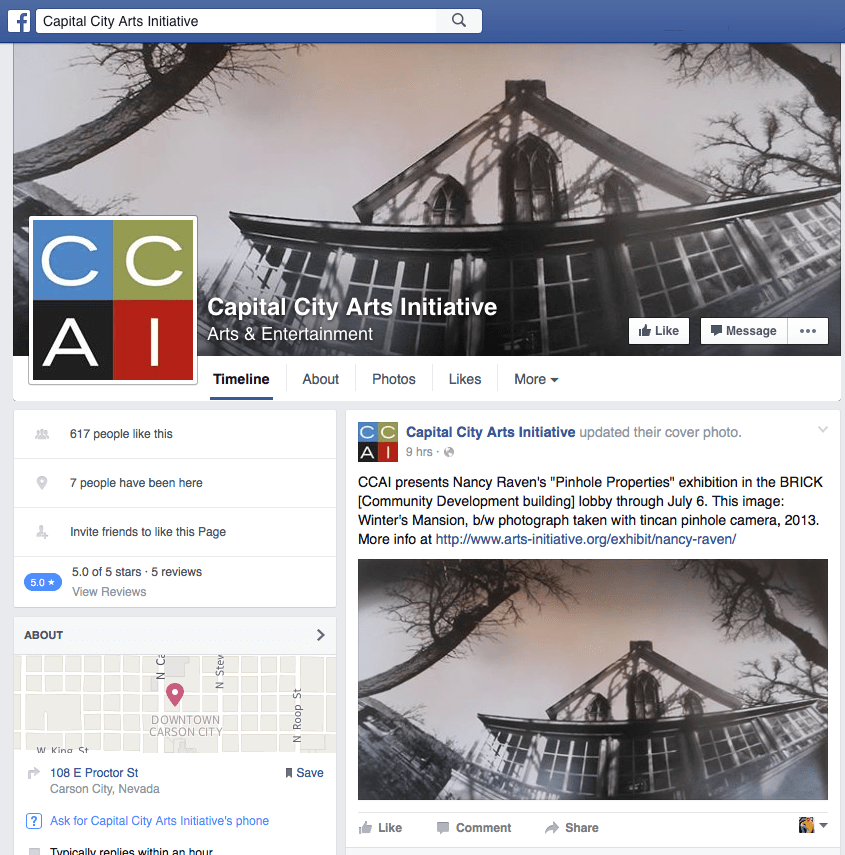 Capital City Arts Initiative
C C
A I
Capital City Arts Initiative
Arts & Entertainment
Like
Message
Timeline
About
Photos
Likes
More
617 people like this
7 people have been here
Invite friends to like this Page
5.0
5.0 of 5 stars · 5 reviews
View Reviews
ABOUT
N Ca
N Stev
N Roop St
DOWNTOWN
CARSON CITY
W King St
108 E Proctor St
Save
Carson City, Nevada
? Ask for Capital City Arts Initiative's phone
Typically replies within an hour
C C
A I
Capital City Arts Initiative updated their cover photo.
9 hrs ·
CCAI presents Nancy Raven's "Pinhole Properties" exhibition in the BRICK
[Community Development building] lobby through July 6. This image:
Winter's Mansion, b/w photograph taken with tincan pinhole camera, 2013.
More info at http://www.arts-initiative.org/exhibit/nancy-raven/
Like
Comment
Share